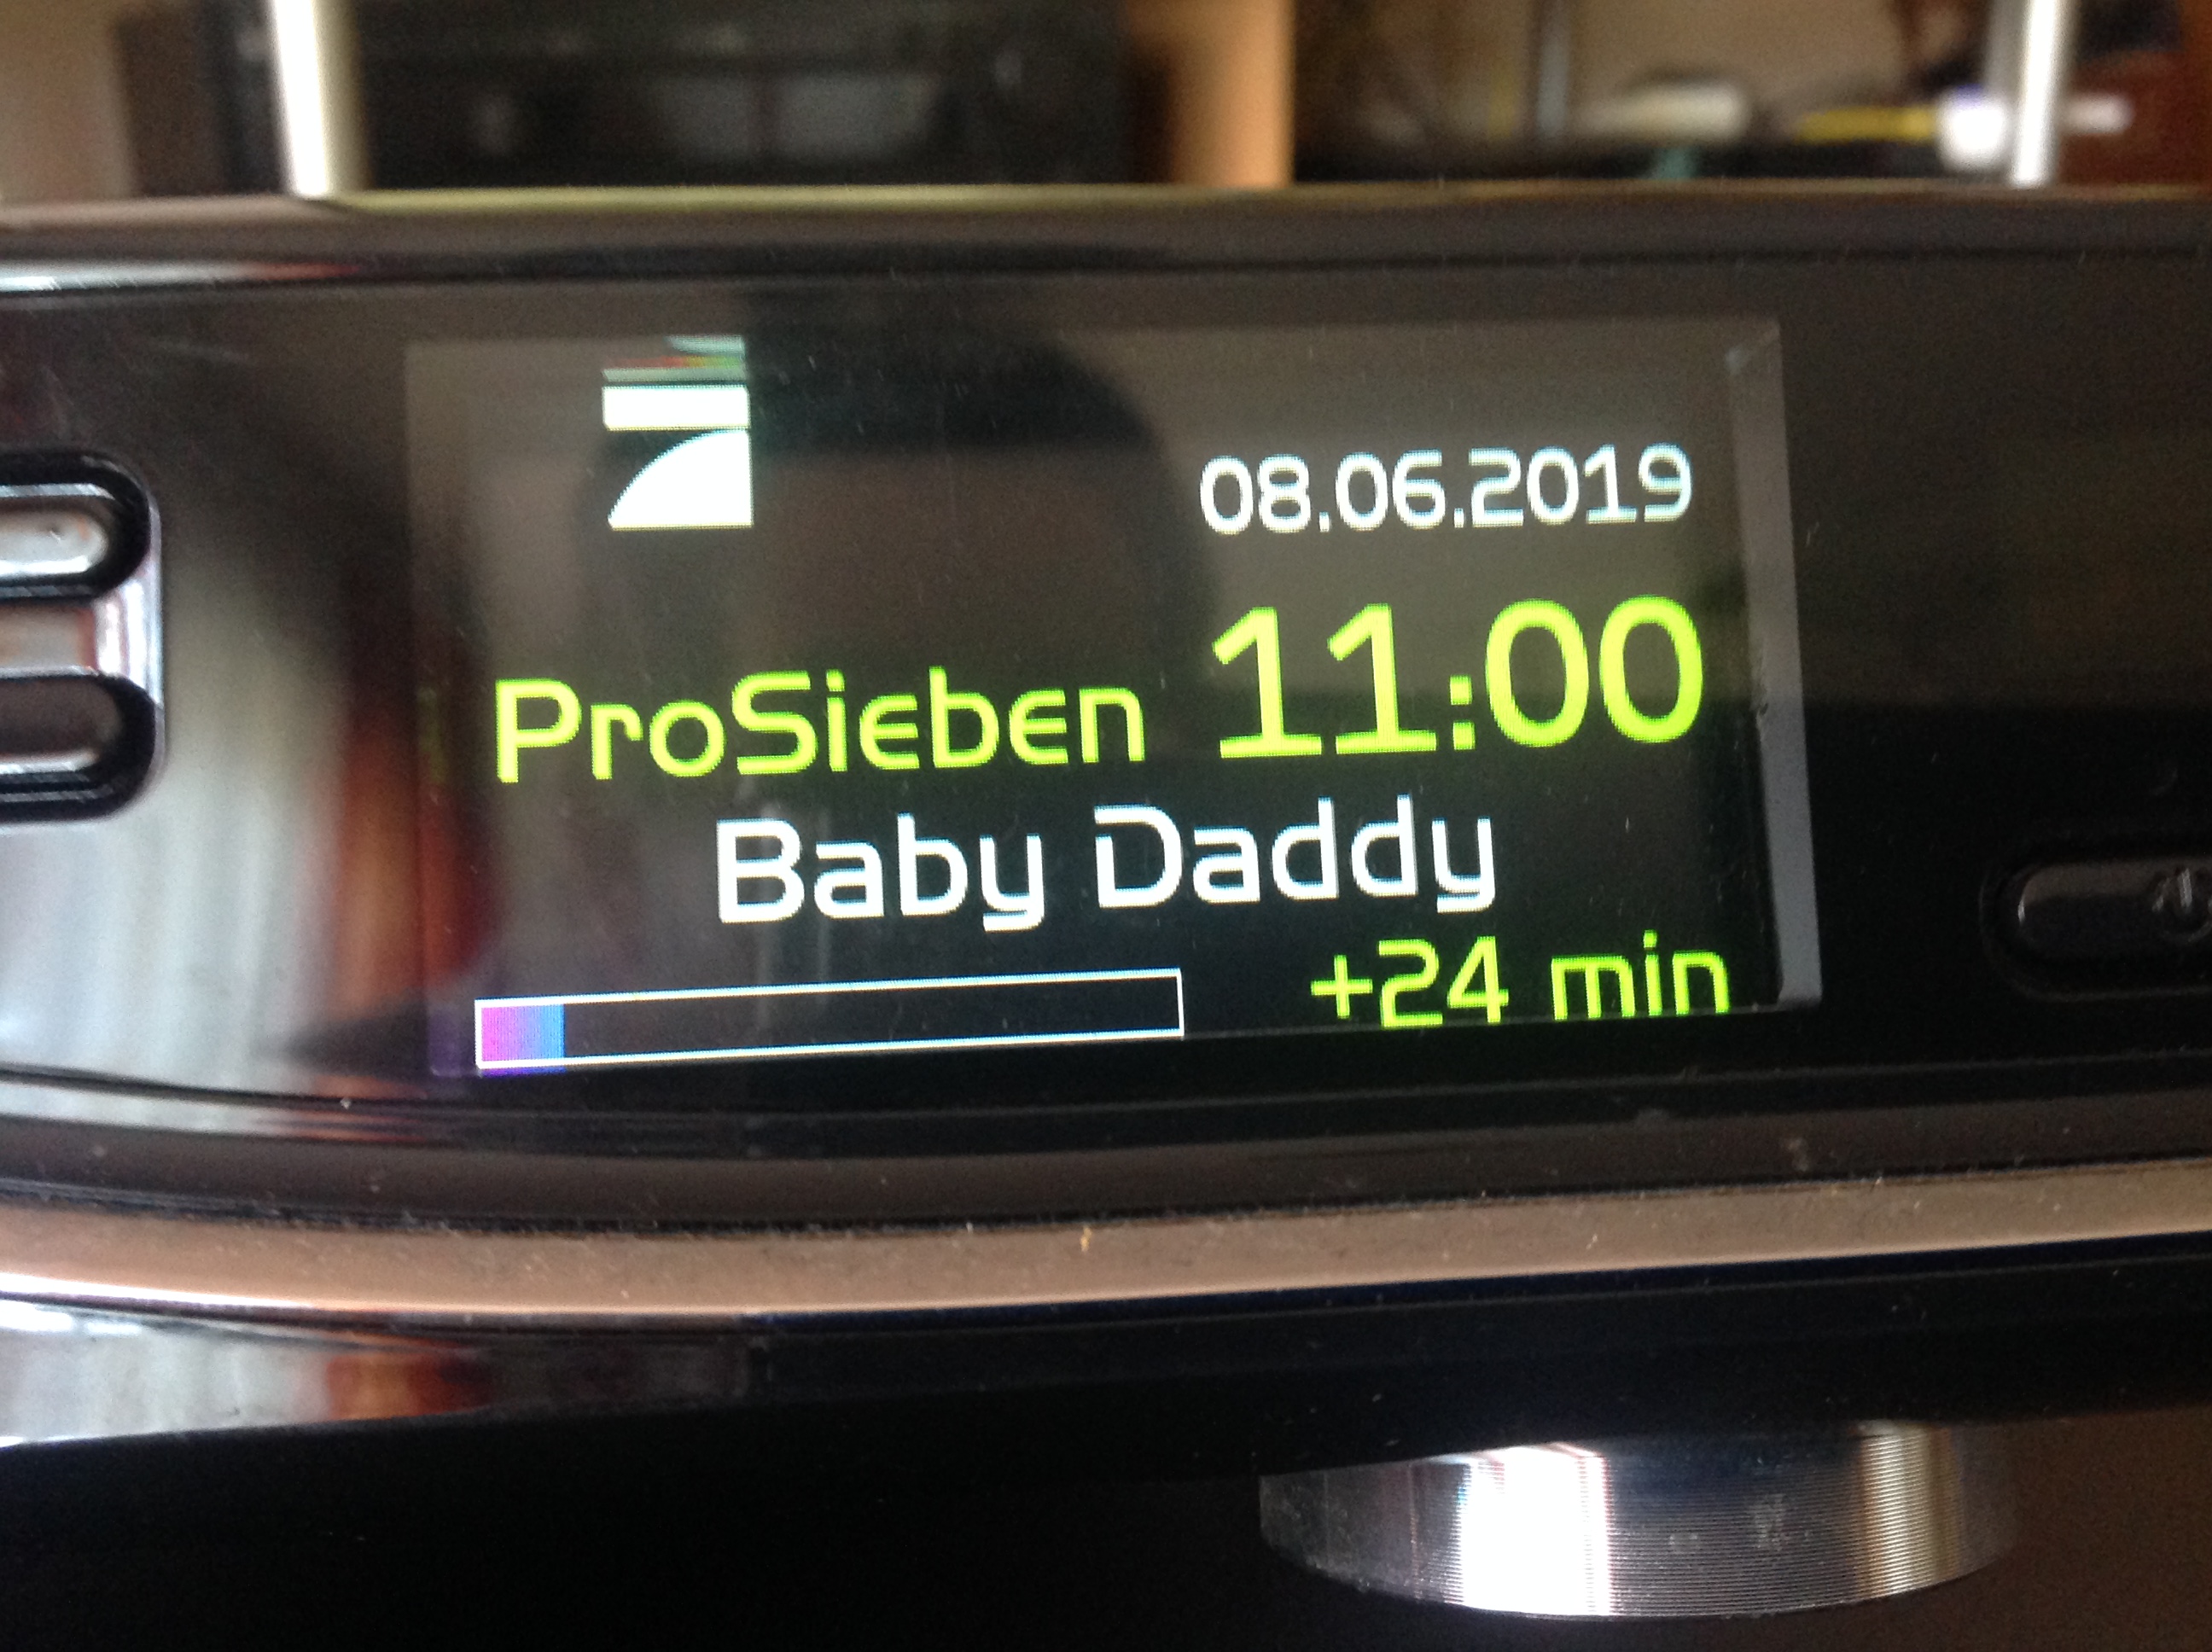 08.06.2019
ProSieben 11:00
Baby Daddy
+24 min